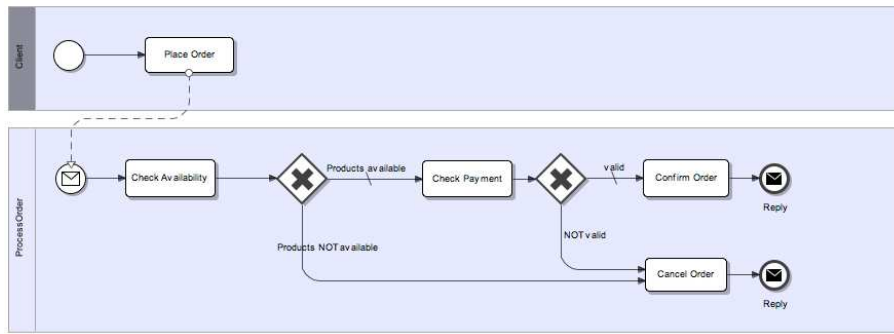 Client
Place Order
ProcessOrder
Check Availability
Products available
Check Payment
valid
Confirm Order
Reply
Products NOT available
NOT valid
Cancel Order
Reply